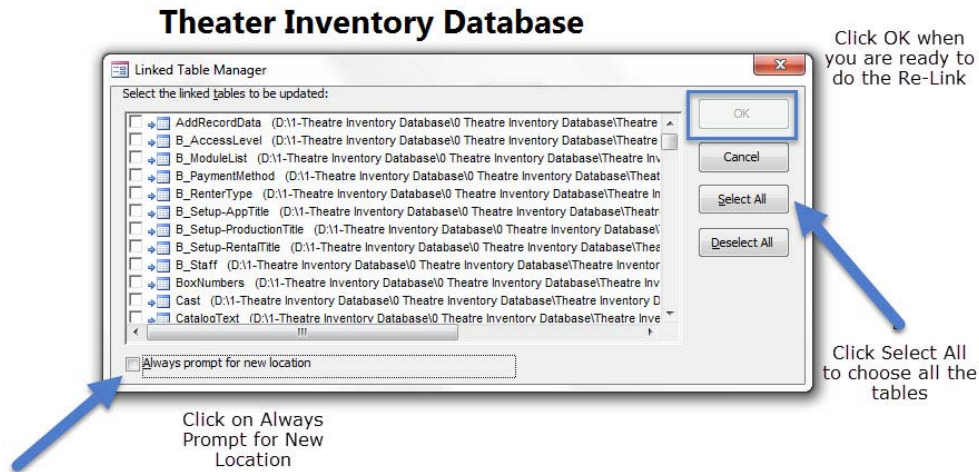 Theater Inventory Database
Click OK when
you are ready to
do the Re-Link
Linked Table Manager
Select the linked tables to be updated:
AddRecordData (D:\1-Theatre Inventory Database\0 Theatre Inventory Database\Theatre
B_AccessLevel (D:\1-Theatre Inventory Database\0 Theatre Inventory Database\Theatre
B_ModuleList (D:\1-Theatre Inventory Database\0 Theatre Inventory Database\Theatre Inv
B_PaymentMethod (D:\1-Theatre Inventory Database\0 Theatre Inventory Database\Theat
B_RenterType (D:\1-Theatre Inventory Database\0 Theatre Inventory Database\Theatre In
B_Setup-AppTitle (D:\1-Theatre Inventory Database\0 Theatre Inventory Database\Theatr
B_Setup-ProductionTitle (D:\1-Theatre Inventory Database\0 Theatre Inventory Database\
B_Setup-RentalTitle (D:\1-Theatre Inventory Database\0 Theatre Inventory Database\Thea
B_Staff (D:\1-Theatre Inventory Database\0 Theatre Inventory Database\Theatre Inventor
BoxNumbers (D:\1-Theatre Inventory Database\0 Theatre Inventory Database\Theatre Inv
Cast (D:\1-Theatre Inventory Database\0 Theatre Inventory Database\Theatre Inventory D
CatalogText (D:\1-Theatre Inventory Database\0 Theatre Inventory Database\Theatre Inve
OK
Cancel
Select All
Deselect All
Always prompt for new location
Click Select All
to choose all the
tables
Click on Always
Prompt for New
Location